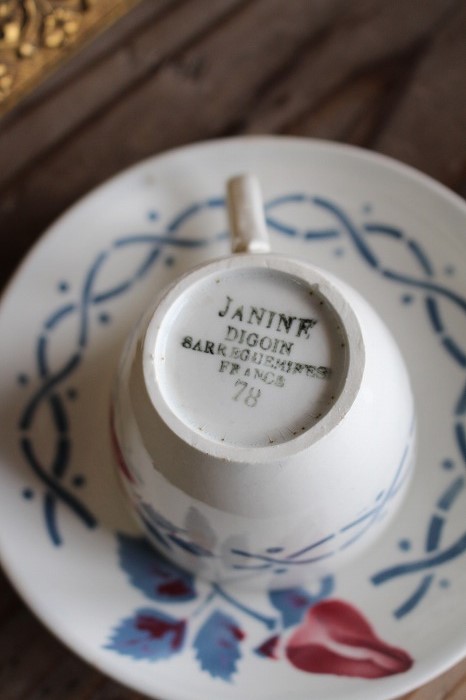 JANINE
DIGOIN
SARREGUEMINES
FRANCE
78